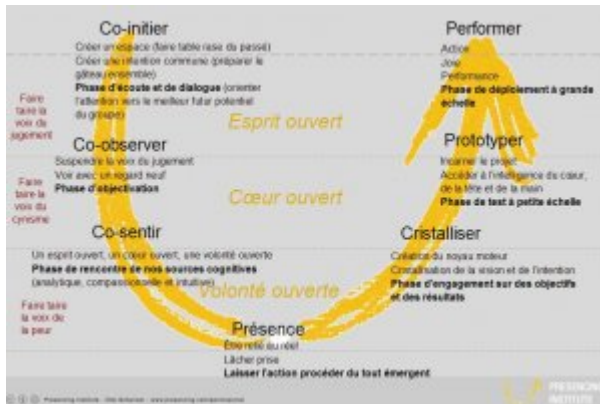 Co-initier
Créer un espace (faire table rase du passé)
Créer une intention commune (préparer le
gâteau ensemble)
Phase d'écoute et de dialogue (orienter
l'attention vers le meilleur futur potentiel
du groupe)
Faire
taire la
voix du
jugement
Esprit ouvert
Co-observer
Suspendre la voix du jugement
Voir avec un regard neuf
Phase d'objectivation
Faire
taire la
voix du
cynisme
Cœur ouvert
Co-sentir
Un esprit ouvert, un cœur ouvert, une volonté ouverte
Phase de rencontre de nos sources cognitives
(analytique, compassionnelle et intuitive)
Faire taire
la voix de
la peur
Volonté ouverte
Présence
Être relié au réel
Lâcher prise
Laisser l'action procéder du tout émergent
Cristalliser
Création du noyau moteur
Cristallisation de la vision et de l'intention
Phase d'engagement sur des objectifs
et des résultats
Prototyper
Incarner le projet
Accéder à l'intelligence du cœur,
de la tête et de la main
Phase de test à petite échelle
Performer
Action
Joie
Performance
Phase de déploiement à grande
échelle
Presencing Institute - Otto Scharmer - www.presencing.com/permissions
PRESENCING
INSTITUTE